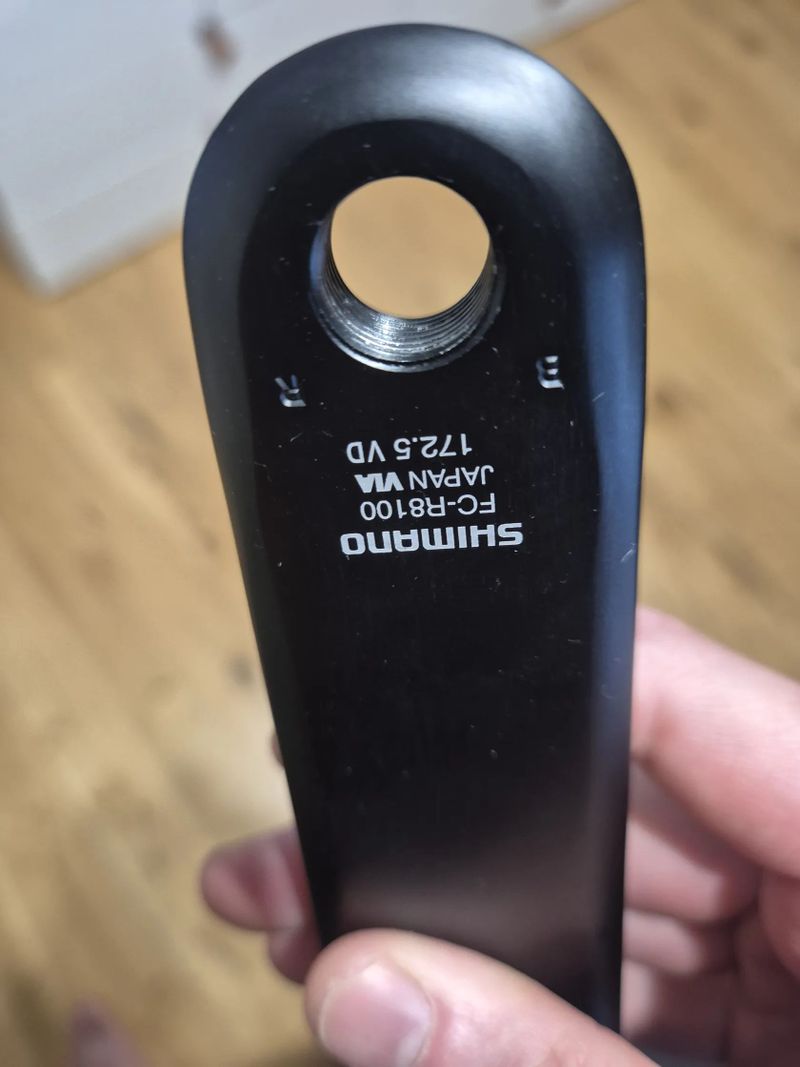 SHIMANO
FC-R8100
JAPAN VIA
172.5 VD
B R